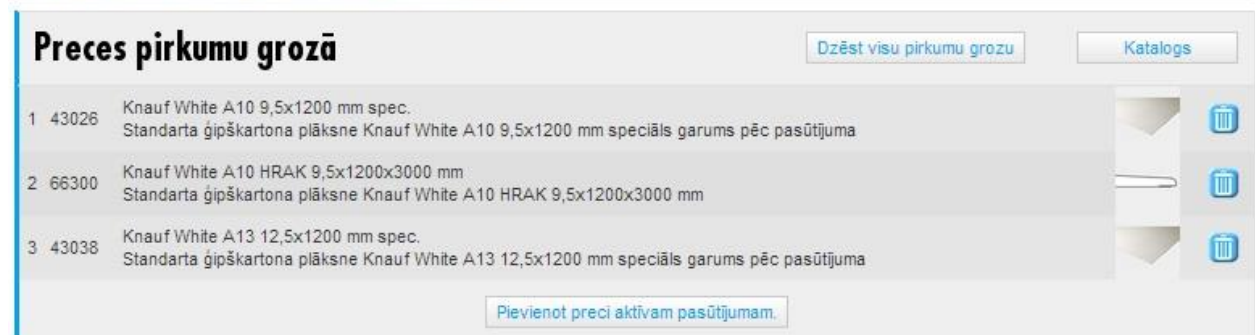 Preces pirkumu grozā
Dzēst visu pirkumu grozu
Katalogs
1 43026
Knauf White A10 9,5x1200 mm spec.
Standarta ģipškartona plāksne Knauf White A10 9,5x1200 mm speciāls garums pēc pasūtījuma
2 66300
Knauf White A10 HRAK 9,5x1200x3000 mm
Standarta ģipškartona plāksne Knauf White A10 HRAK 9,5x1200x3000 mm
3 43038
Knauf White A13 12,5x1200 mm spec.
Standarta ģipškartona plāksne Knauf White A13 12,5x1200 mm speciāls garums pēc pasūtījuma
Pievienot preci aktīvam pasūtījumam.